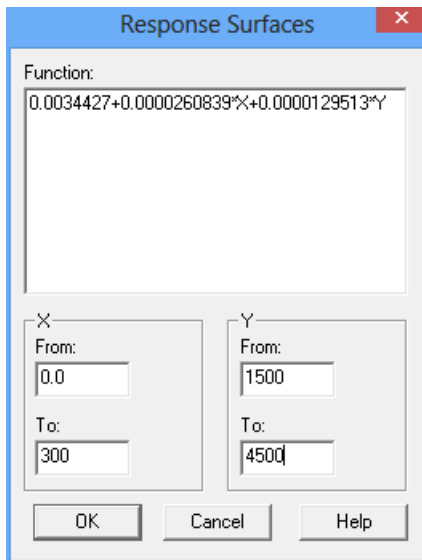 Response Surfaces
Function:
0.0034427+0.0000260839*X+0.0000129513*Y
X
Y
From:
From:
0.0
1500
To:
To:
300
4500
OK
Cancel
Help